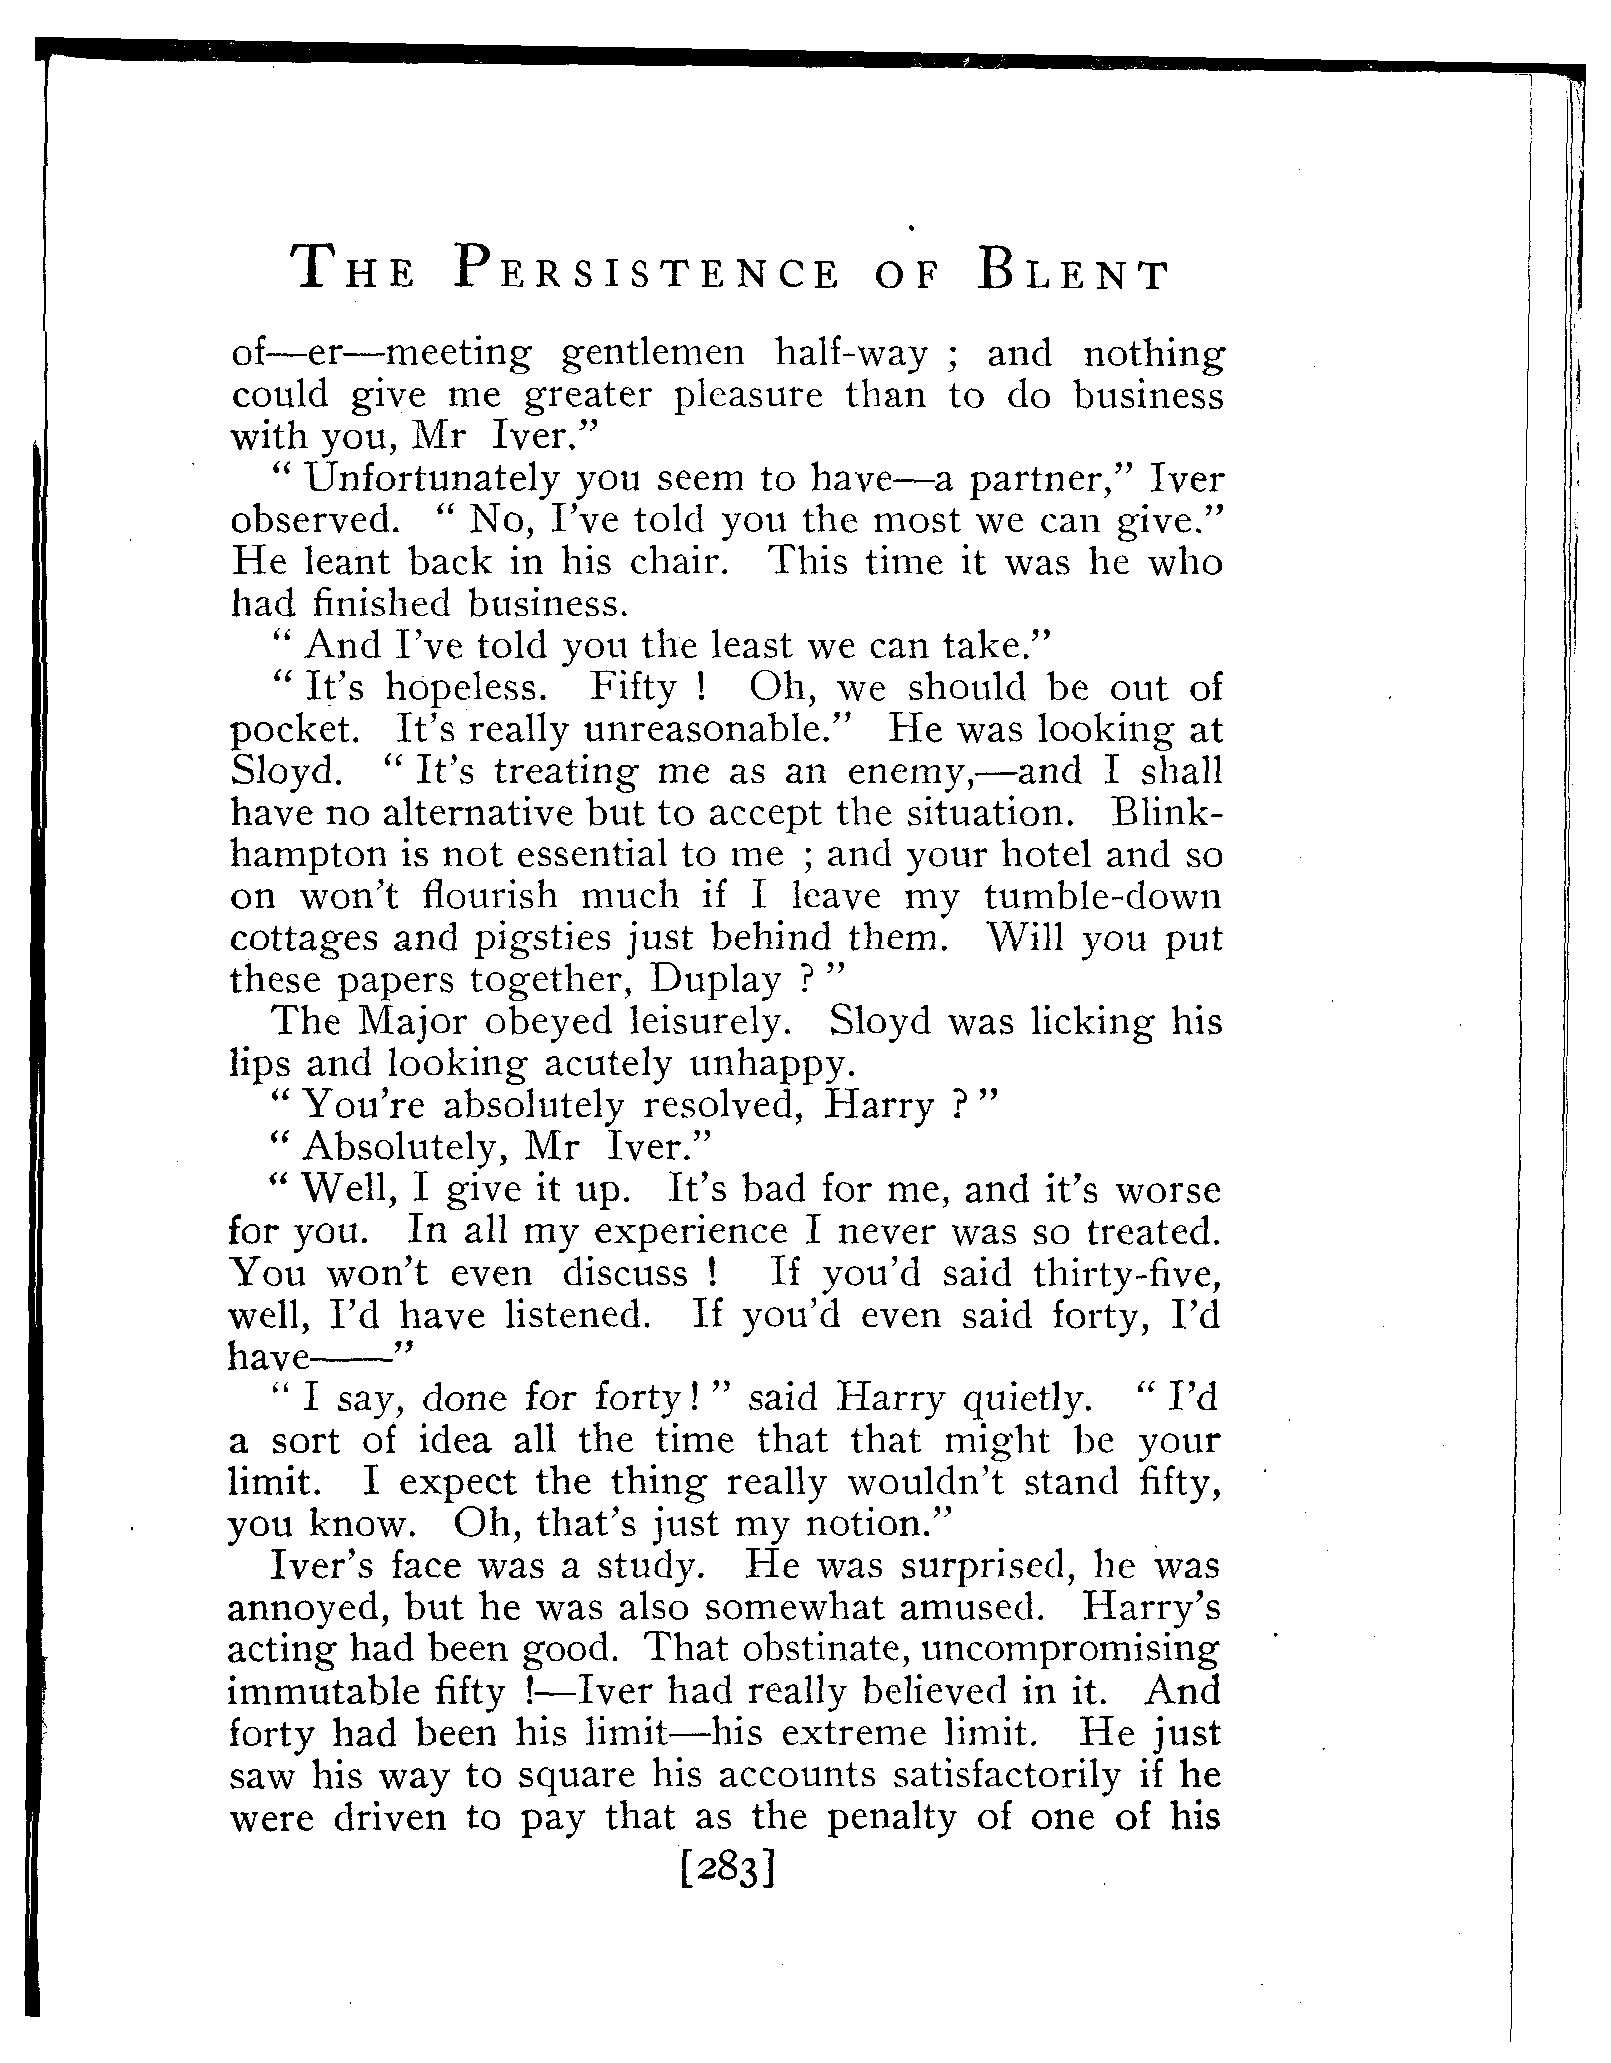 The Persistence of Blent
of—er—meeting gentlemen half-way ; and nothing
could give me greater pleasure than to do business
with you, Mr Iver.”
“ Unfortunately you seem to have—a partner,” Iver
observed. “ No, I’ve told you the most we can give.”
He leant back in his chair. This time it was he who
had finished business.
“ And I’ve told you the least we can take.”
“ It’s hopeless. Fifty ! Oh, we should be out of
pocket. It’s really unreasonable.” He was looking at
Sloyd. “ It’s treating me as an enemy,—and I shall
have no alternative but to accept the situation. Blink-
hampton is not essential to me ; and your hotel and so
on won’t flourish much if I leave my tumble-down
cottages and pigsties just behind them. Will you put
these papers together, Duplay ? ”
The Major obeyed leisurely. Sloyd was licking his
lips and looking acutely unhappy.
“ You’re absolutely resolved, Harry ? ”
“ Absolutely, Mr Iver.”
“ Well, I give it up. It’s bad for me, and it’s worse
for you. In all my experience I never was so treated.
You won’t even discuss ! If you’d said thirty-five,
well, I’d have listened. If you’d even said forty, I’d
have——”
“ I say, done for forty! ” said Harry quietly. “ I’d
a sort of idea all the time that that might be your
limit. I expect the thing really wouldn’t stand fifty,
you know. Oh, that’s just my notion.”
Iver’s face was a study. He was surprised, he was
annoyed, but he was also somewhat amused. Harry’s
acting had been good. That obstinate, uncompromising
immutable fifty !—Iver had really believed in it. And
forty had been his limit—his extreme limit. He just
saw his way to square his accounts satisfactorily if he
were driven to pay that as the penalty of one of his
[283]